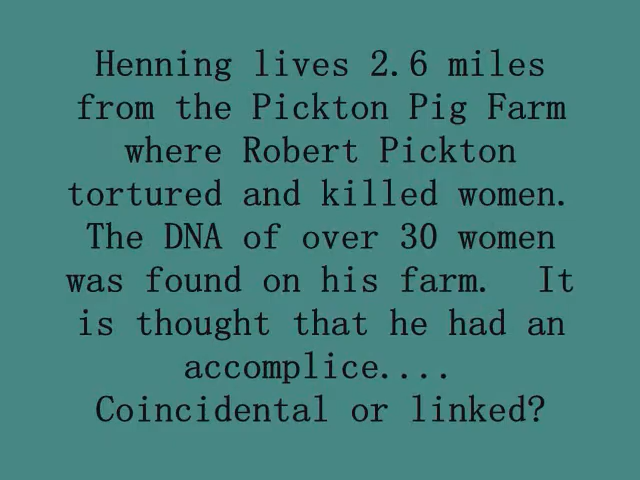 Henning lives 2.6 miles
from the Pickton Pig Farm
where Robert Pickton
tortured and killed women.
The DNA of over 30 women
was found on his farm.  It
is thought that he had an
accomplice....
Coincidental or linked?